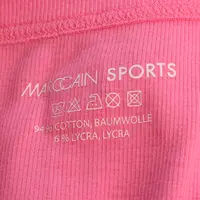 MARCCAIN SPORTS
COTTON, BAUMWOLLE
6% LYCRA, LYCRA